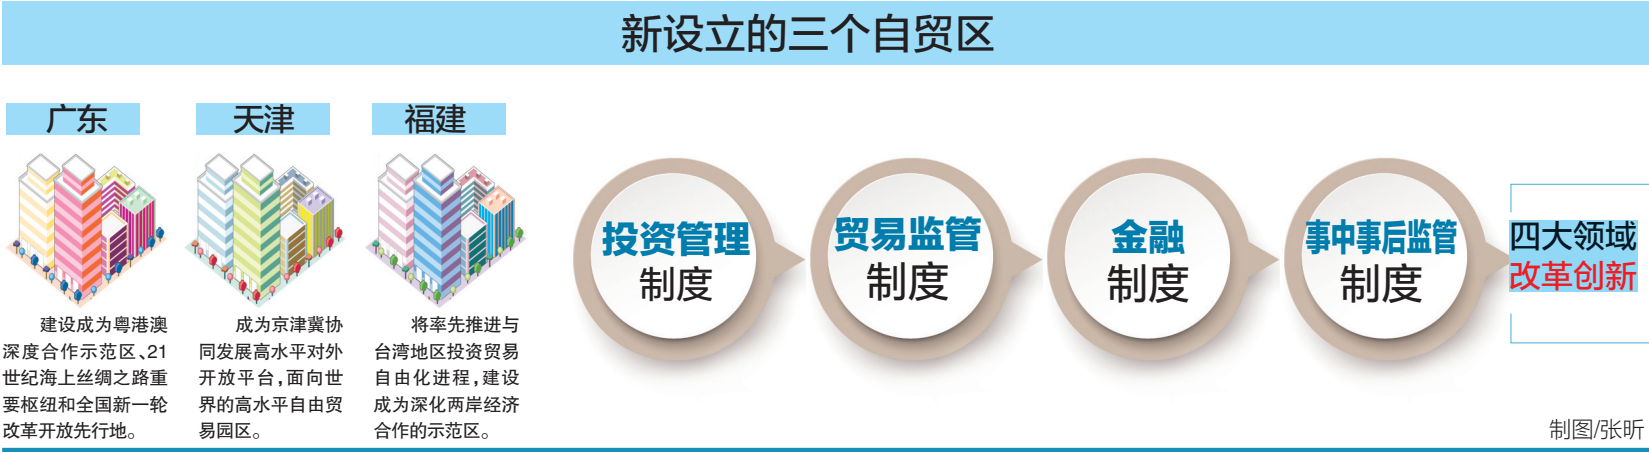 新设立的三个自贸区
广东
建设成为粤港澳
深度合作示范区、21
世纪海上丝绸之路重
要枢纽和全国新一轮
改革开放先行地。
天津
成为京津冀协
同发展高水平对外
开放平台,面向世
界的高水平自由贸
易园区。
福建
将率先推进与
台湾地区投资贸易
自由化进程,建设
成为深化两岸经济
合作的示范区。
投资管理
制度
贸易监管
制度
金融
制度
事中事后监管
制度
四大领域
改革创新
制图/张昕